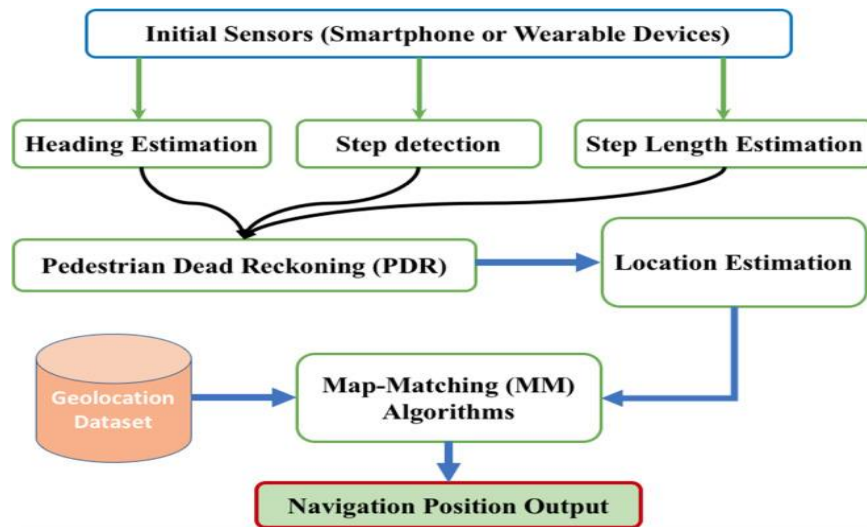 Initial Sensors (Smartphone or Wearable Devices)
Heading Estimation
Step detection
Step Length Estimation
Pedestrian Dead Reckoning (PDR)
Location Estimation
Geolocation
Dataset
Map-Matching (MM)
Algorithms
Navigation Position Output